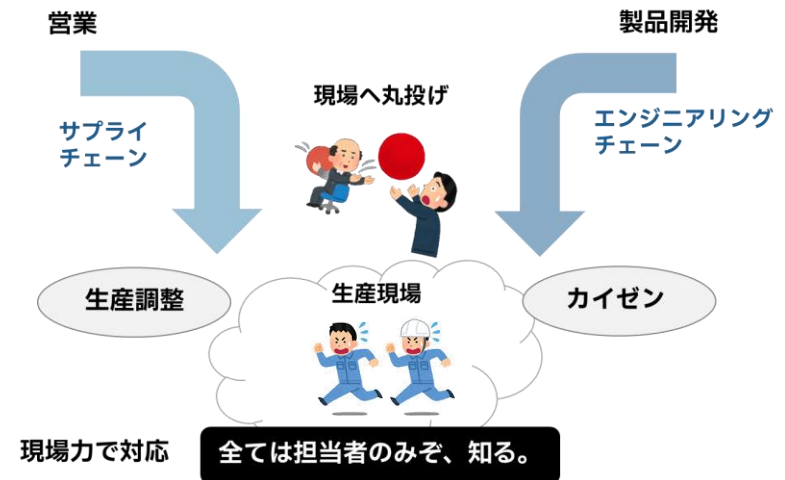 営業
製品開発
現場へ丸投げ
サプライ
チェーン
エンジニアリング
チェーン
生産調整
生産現場
カイゼン
現場力で対応
全ては担当者のみぞ、知る。